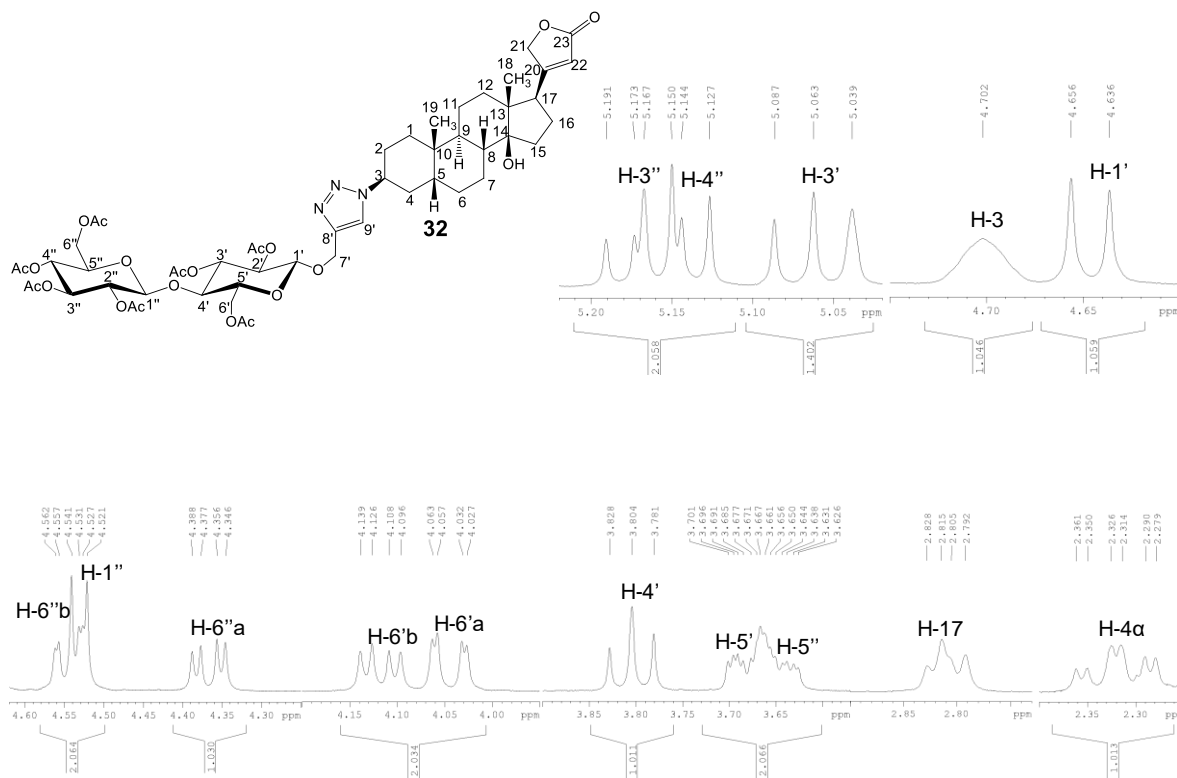 O
O
21
23
18
20
22
CH3
12
17
19
11
13
CH3
H
16
1
9
14
2
10
8
15
H
OH
3
5
7
N
N
4
H
6
N
8'
9'
32
OAc
6''
4''
O
3'
AcO
1'
O
7'
AcO
5''
AcO
2'
AcO
2''
5'
O
AcO
1''
O
4'
6'
3''
OAc
OAc
5.191
5.173
5.167
5.150
5.144
5.127
5.087
5.063
5.039
4.702
4.656
4.636
H-3''
H-4''
H-3'
H-3
H-1'
5.20 5.15 5.10 5.05 ppm
4.70 4.65 ppm
2.058
1.402
1.046
1.059
4.562
4.557
4.541
4.531
4.527
4.521
4.388
4.377
4.356
4.346
4.139
4.126
4.108
4.096
4.063
4.057
4.032
4.027
3.828
3.804
3.781
3.701
3.696
3.691
3.685
3.677
3.671
3.667
3.661
3.656
3.650
3.644
3.638
3.631
3.626
2.828
2.815
2.805
2.792
2.361
2.350
2.326
2.314
2.290
2.279
H-6''b
H-1''
H-6''a
H-6'b
H-6'a
H-4'
H-5'
H-5''
H-17
H-4α
4.60 4.55 4.50 4.45 4.40 4.35 4.30 ppm
4.15 4.10 4.05 4.00 ppm
3.85 3.80 3.75 3.70 3.65 ppm
2.85 2.80 ppm
2.35 2.30 ppm
2.064
1.030
2.034
1.011
2.066
1.013